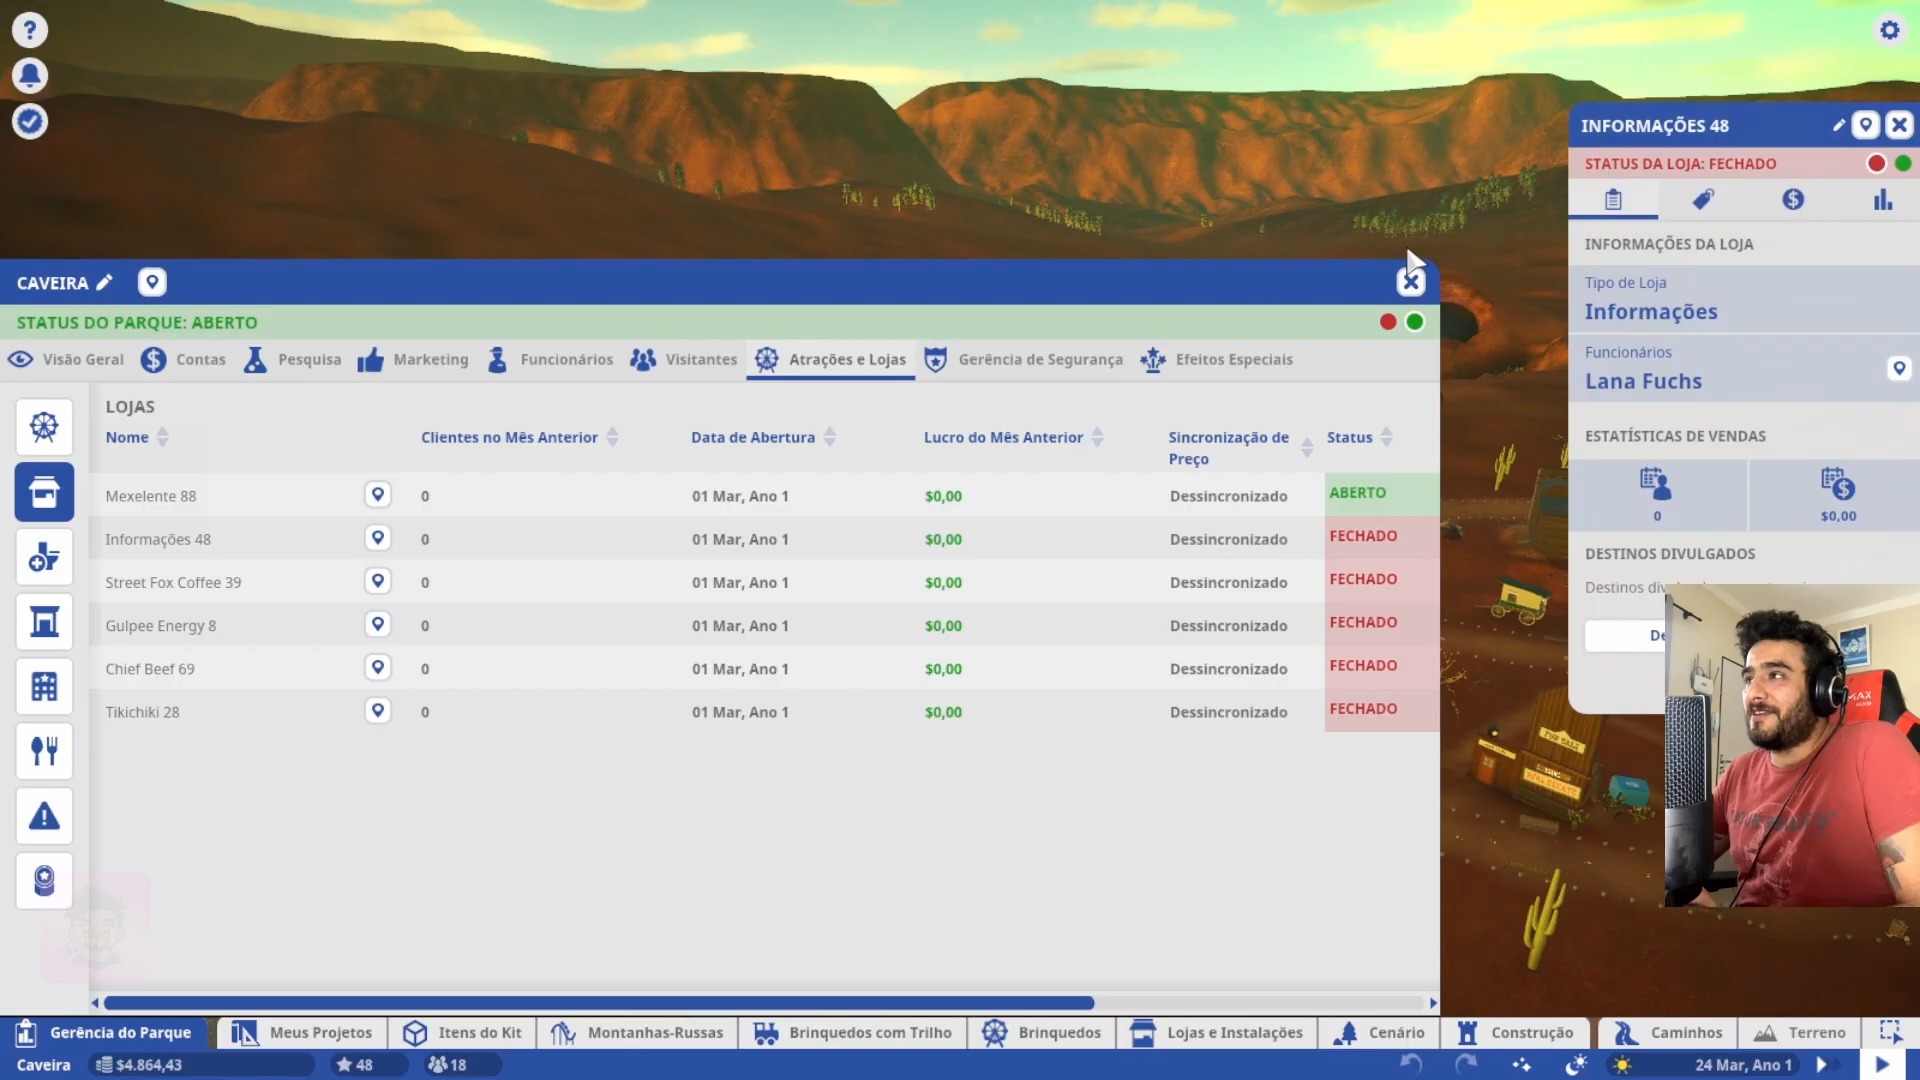 ?
INFORMAÇÕES 48
STATUS DA LOJA: FECHADO
INFORMAÇÕES DA LOJA
Tipo de Loja
Informações
Funcionários
Lana Fuchs
ESTATÍSTICAS DE VENDAS
0 $0,00
DESTINOS DIVULGADOS
CAVEIRA
STATUS DO PARQUE: ABERTO
Visão Geral Contas Pesquisa Marketing Funcionários Visitantes Atrações e Lojas Gerência de Segurança Efeitos Especiais
LOJAS
Nome Clientes no Mês Anterior Data de Abertura Lucro do Mês Anterior Sincronização de Preço Status
Mexelente 88 0 01 Mar, Ano 1 $0,00 Dessincronizado ABERTO
Informações 48 0 01 Mar, Ano 1 $0,00 Dessincronizado FECHADO
Street Fox Coffee 39 0 01 Mar, Ano 1 $0,00 Dessincronizado FECHADO
Gulpee Energy 8 0 01 Mar, Ano 1 $0,00 Dessincronizado FECHADO
Chief Beef 69 0 01 Mar, Ano 1 $0,00 Dessincronizado FECHADO
Tikichiki 28 0 01 Mar, Ano 1 $0,00 Dessincronizado FECHADO
Gerência do Parque Meus Projetos Itens do Kit Montanhas-Russas Brinquedos com Trilho Brinquedos Lojas e Instalações Cenário Construção Caminhos Terreno
Caveira $4.864,43 48 18 24 Mar, Ano 1